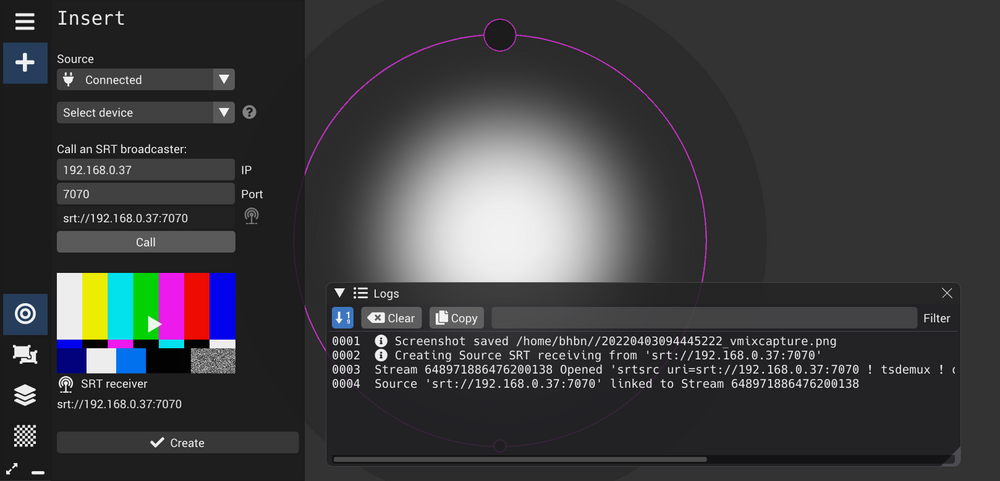 Insert
Source
Connected
Select device
Call an SRT broadcaster:
192.168.0.37 IP
7070 Port
srt://192.168.0.37:7070
Call
SRT receiver
srt://192.168.0.37:7070
Create
Logs
Clear Copy Filter
0001 Screenshot saved /home/bhbn//20220403094445222_vmixcapture.png
0002 Creating Source SRT receiving from 'srt://192.168.0.37:7070'
0003 Stream 648971886476200138 Opened 'srtsrc uri=srt://192.168.0.37:7070 ! tsdemux !
0004 Source 'srt://192.168.0.37:7070' linked to Stream 648971886476200138